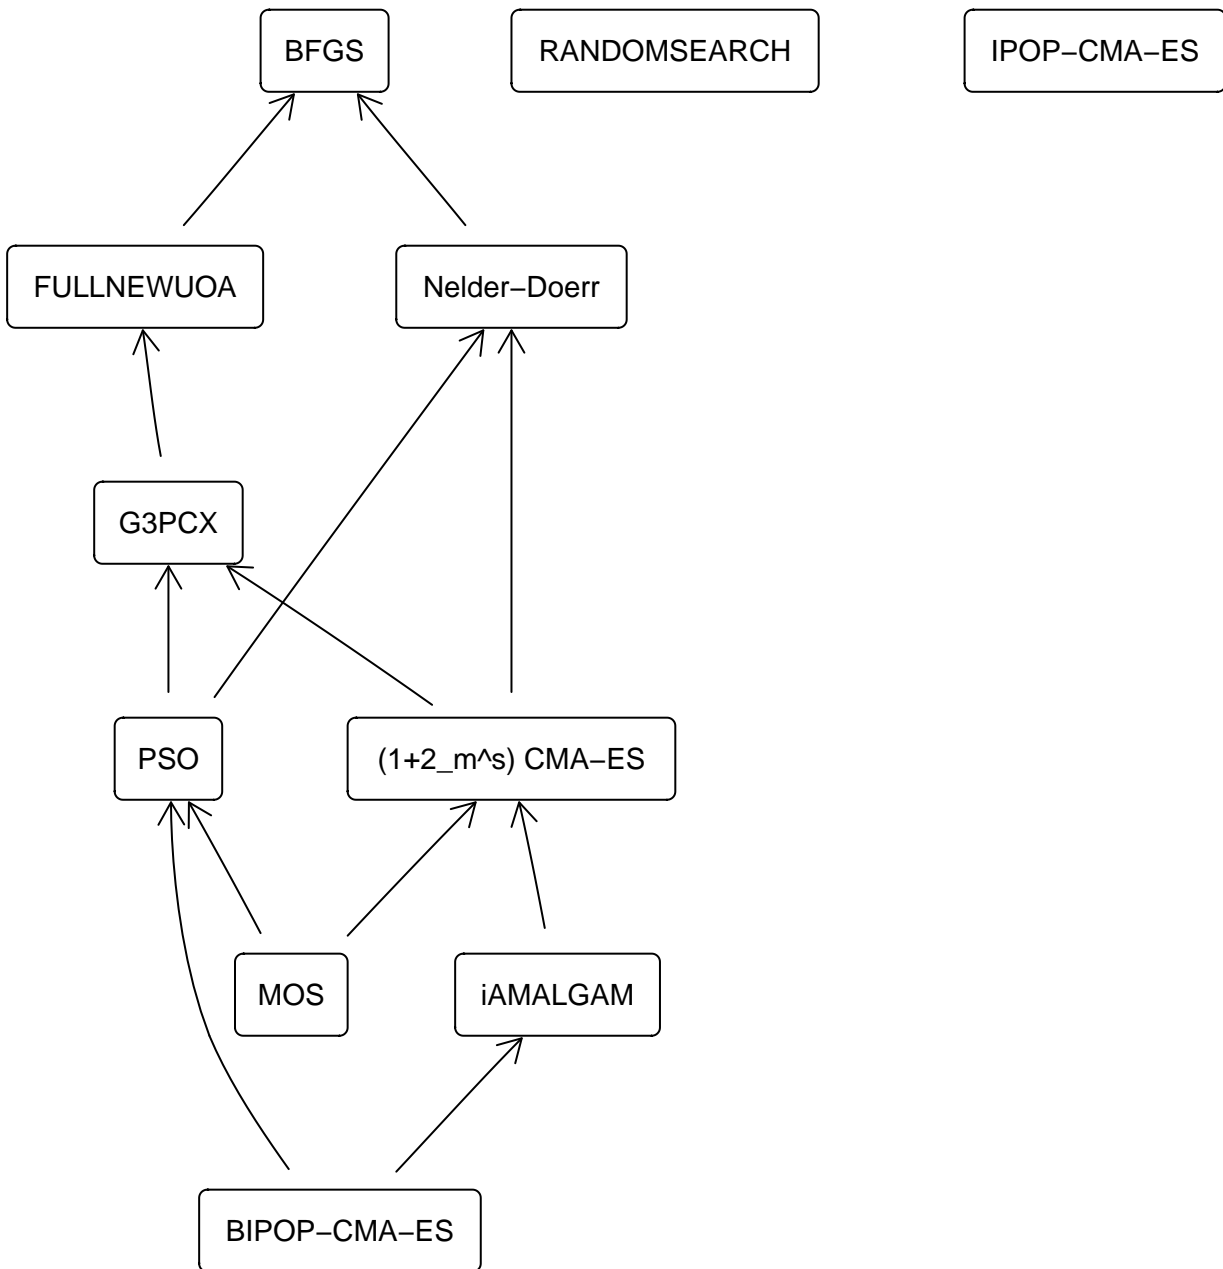 BFGS
RANDOMSEARCH
IPOP−CMA−ES
FULLNEWUOA
Nelder−Doerr
G3PCX
PSO
(1+2_m^s) CMA−ES
MOS
iAMALGAM
BIPOP−CMA−ES